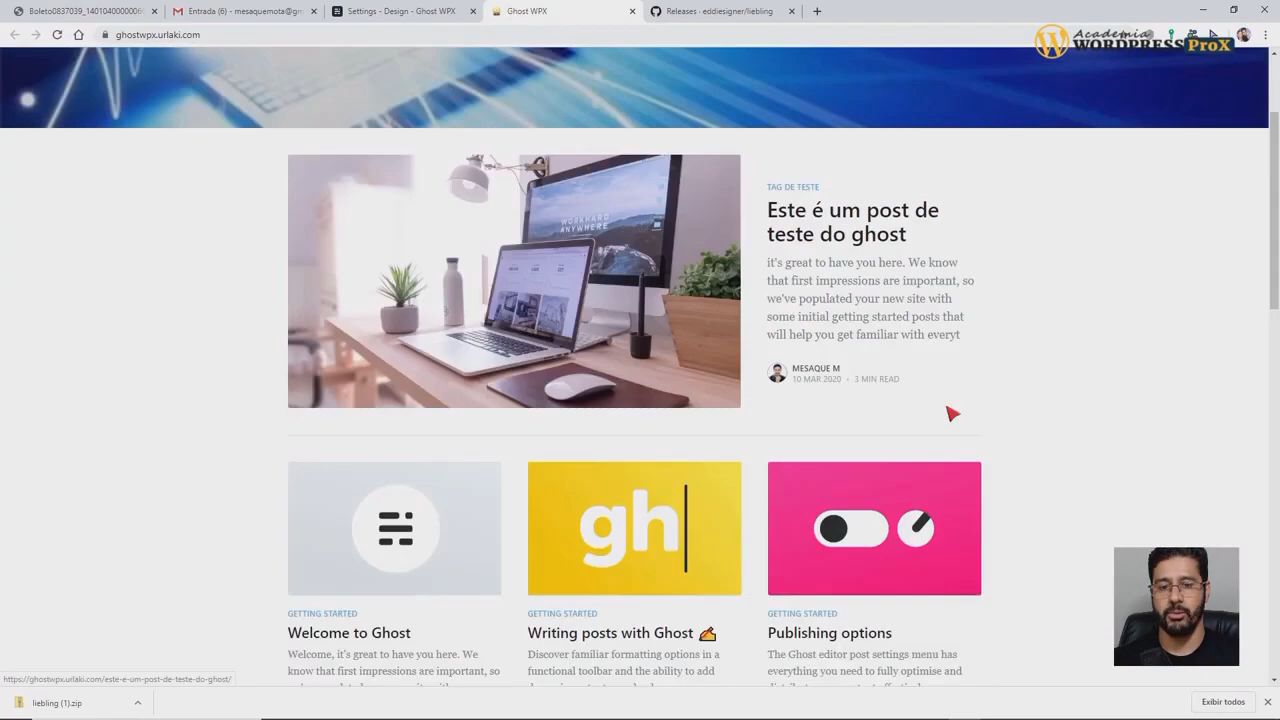 Boleto0837039_1401040000006
Entrada (6) - mesaquemota@gm
Settings - Design - Ghost WPX
Ghost WPX
Releases · eddiesigner/liebling
ghostwpx.urlaki.com
Academia
WORDPRESS ProX
WORKHARD
ANYWHERE
TAG DE TESTE
Este é um post de
teste do ghost
it's great to have you here. We know
that first impressions are important, so
we've populated your new site with
some initial getting started posts that
will help you get familiar with everyt
MESAQUE M
10 MAR 2020 • 3 MIN READ
gh
GETTING STARTED
GETTING STARTED
GETTING STARTED
Welcome to Ghost
Writing posts with Ghost ✍️
Publishing options
Welcome, it's great to have you here. We
know that first impressions are important, so
Discover familiar formatting options in a
functional toolbar and the ability to add
The Ghost editor post settings menu has
everything you need to fully optimise and
https://ghostwpx.urlaki.com/este-e-um-post-de-teste-do-ghost/
liebling (1).zip
Exibir todos